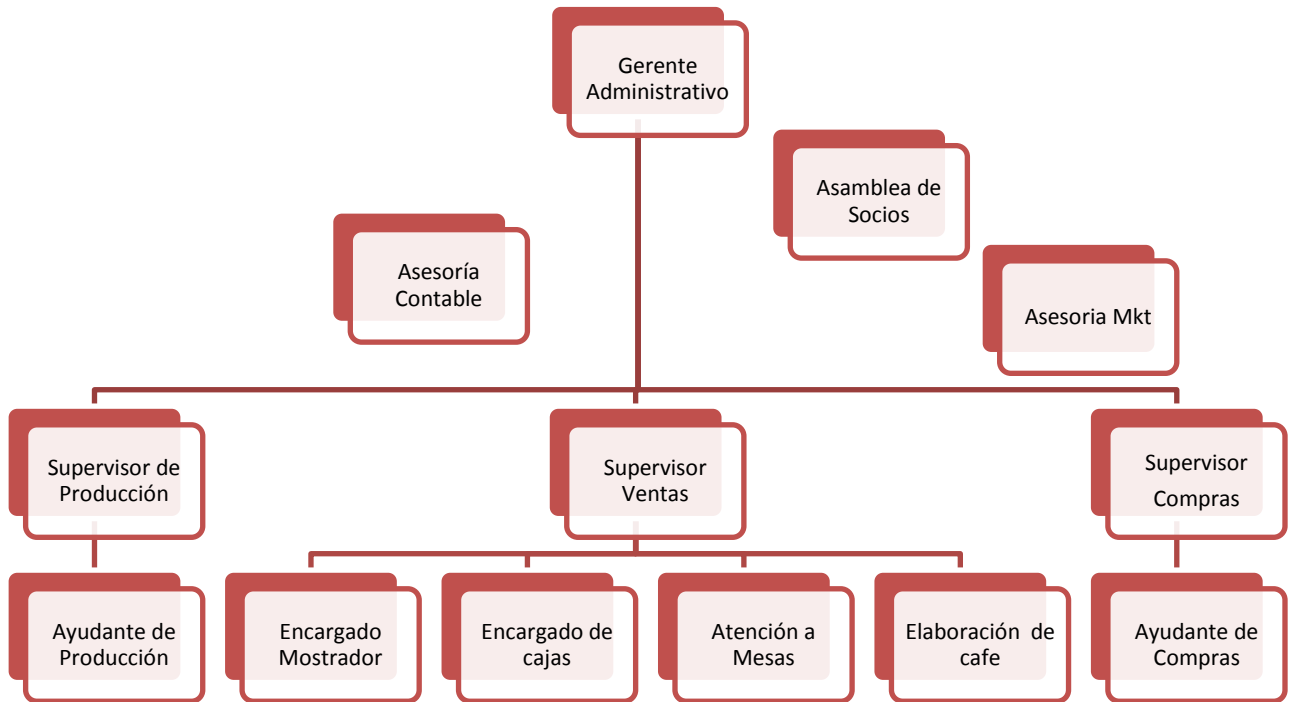 Gerente
Administrativo
Asamblea de
Socios
Asesoría
Contable
Asesoria Mkt
Supervisor de
Producción
Supervisor
Ventas
Supervisor
Compras
Ayudante de
Producción
Encargado
Mostrador
Encargado de
cajas
Atención a
Mesas
Elaboración de
cafe
Ayudante de
Compras